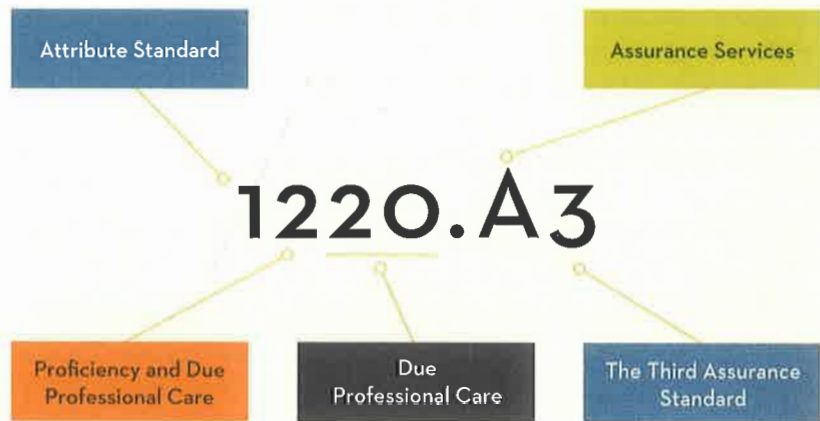 Attribute Standard
Assurance Services
1220.A3
Proficiency and Due
Professional Care
Due
Professional Care
The Third Assurance
Standard